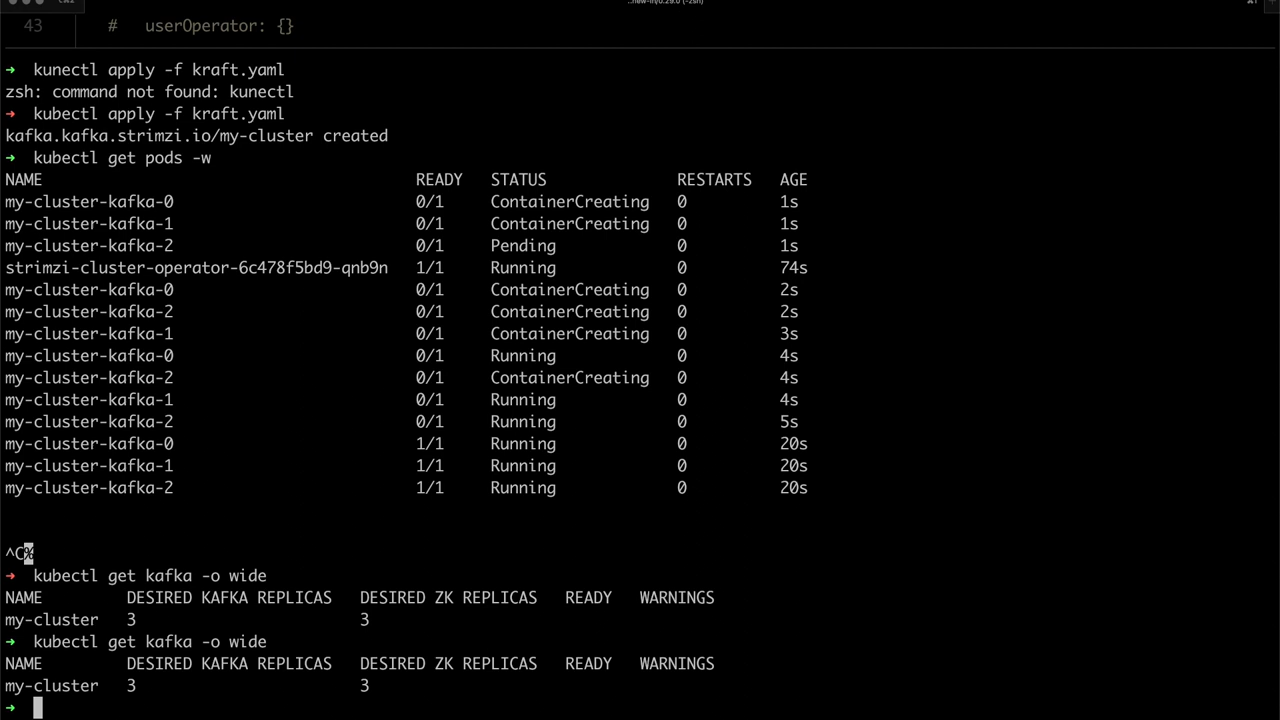 ..new-in/0.29.0 (-zsh)
43 # userOperator: {}
➜ kunectl apply -f kraft.yaml
zsh: command not found: kunectl
➜ kubectl apply -f kraft.yaml
kafka.kafka.strimzi.io/my-cluster created
➜ kubectl get pods -w
NAME READY STATUS RESTARTS AGE
my-cluster-kafka-0 0/1 ContainerCreating 0 1s
my-cluster-kafka-1 0/1 ContainerCreating 0 1s
my-cluster-kafka-2 0/1 Pending 0 1s
strimzi-cluster-operator-6c478f5bd9-qnb9n 1/1 Running 0 74s
my-cluster-kafka-0 0/1 ContainerCreating 0 2s
my-cluster-kafka-2 0/1 ContainerCreating 0 2s
my-cluster-kafka-1 0/1 ContainerCreating 0 3s
my-cluster-kafka-0 0/1 Running 0 4s
my-cluster-kafka-2 0/1 ContainerCreating 0 4s
my-cluster-kafka-1 0/1 Running 0 4s
my-cluster-kafka-2 0/1 Running 0 5s
my-cluster-kafka-0 1/1 Running 0 20s
my-cluster-kafka-1 1/1 Running 0 20s
my-cluster-kafka-2 1/1 Running 0 20s
^C%
➜ kubectl get kafka -o wide
NAME DESIRED KAFKA REPLICAS DESIRED ZK REPLICAS READY WARNINGS
my-cluster 3 3
➜ kubectl get kafka -o wide
NAME DESIRED KAFKA REPLICAS DESIRED ZK REPLICAS READY WARNINGS
my-cluster 3 3
➜